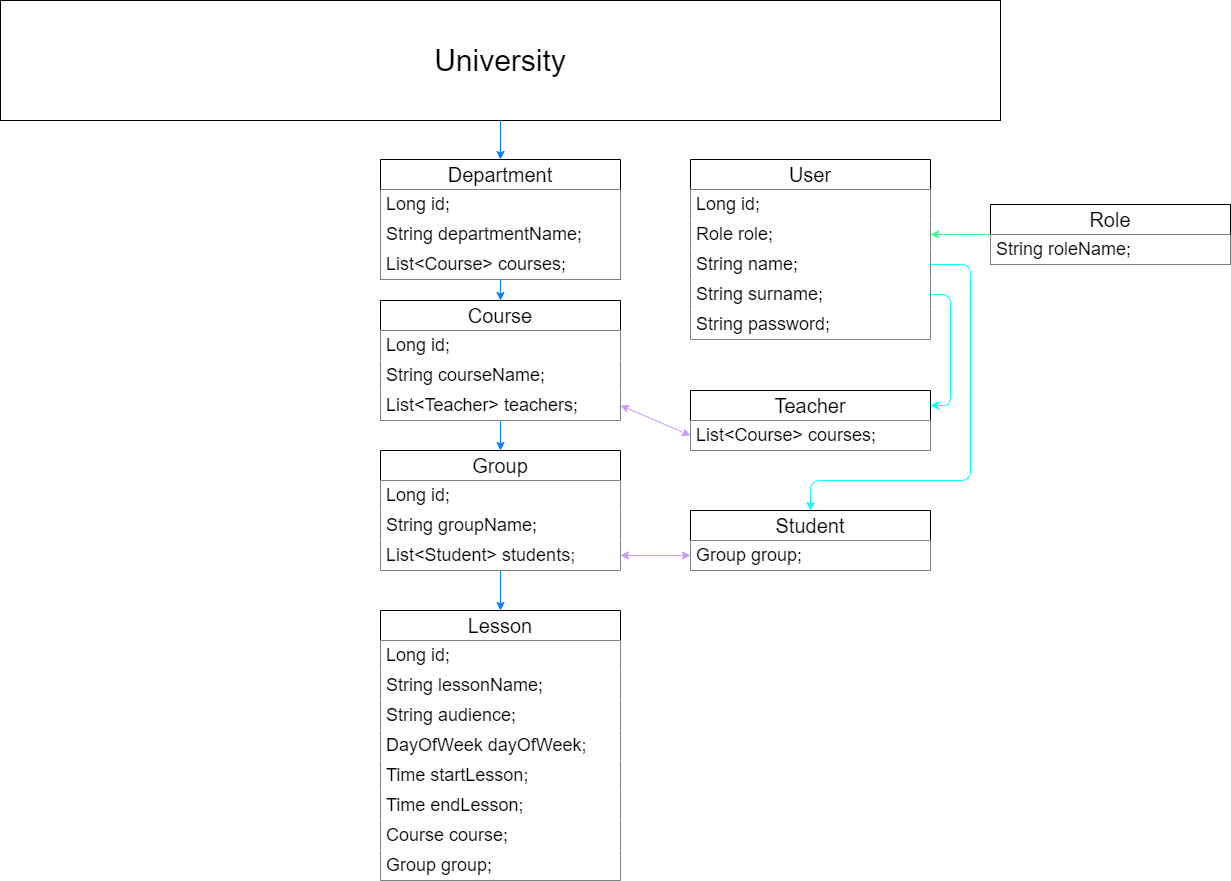 University
Department
Long id;
String departmentName;
List<Course> courses;
Course
Long id;
String courseName;
List<Teacher> teachers;
Group
Long id;
String groupName;
List<Student> students;
Lesson
Long id;
String lessonName;
String audience;
DayOfWeek dayOfWeek;
Time startLesson;
Time endLesson;
Course course;
Group group;
User
Long id;
Role role;
String name;
String surname;
String password;
Teacher
List<Course> courses;
Student
Group group;
Role
String roleName;